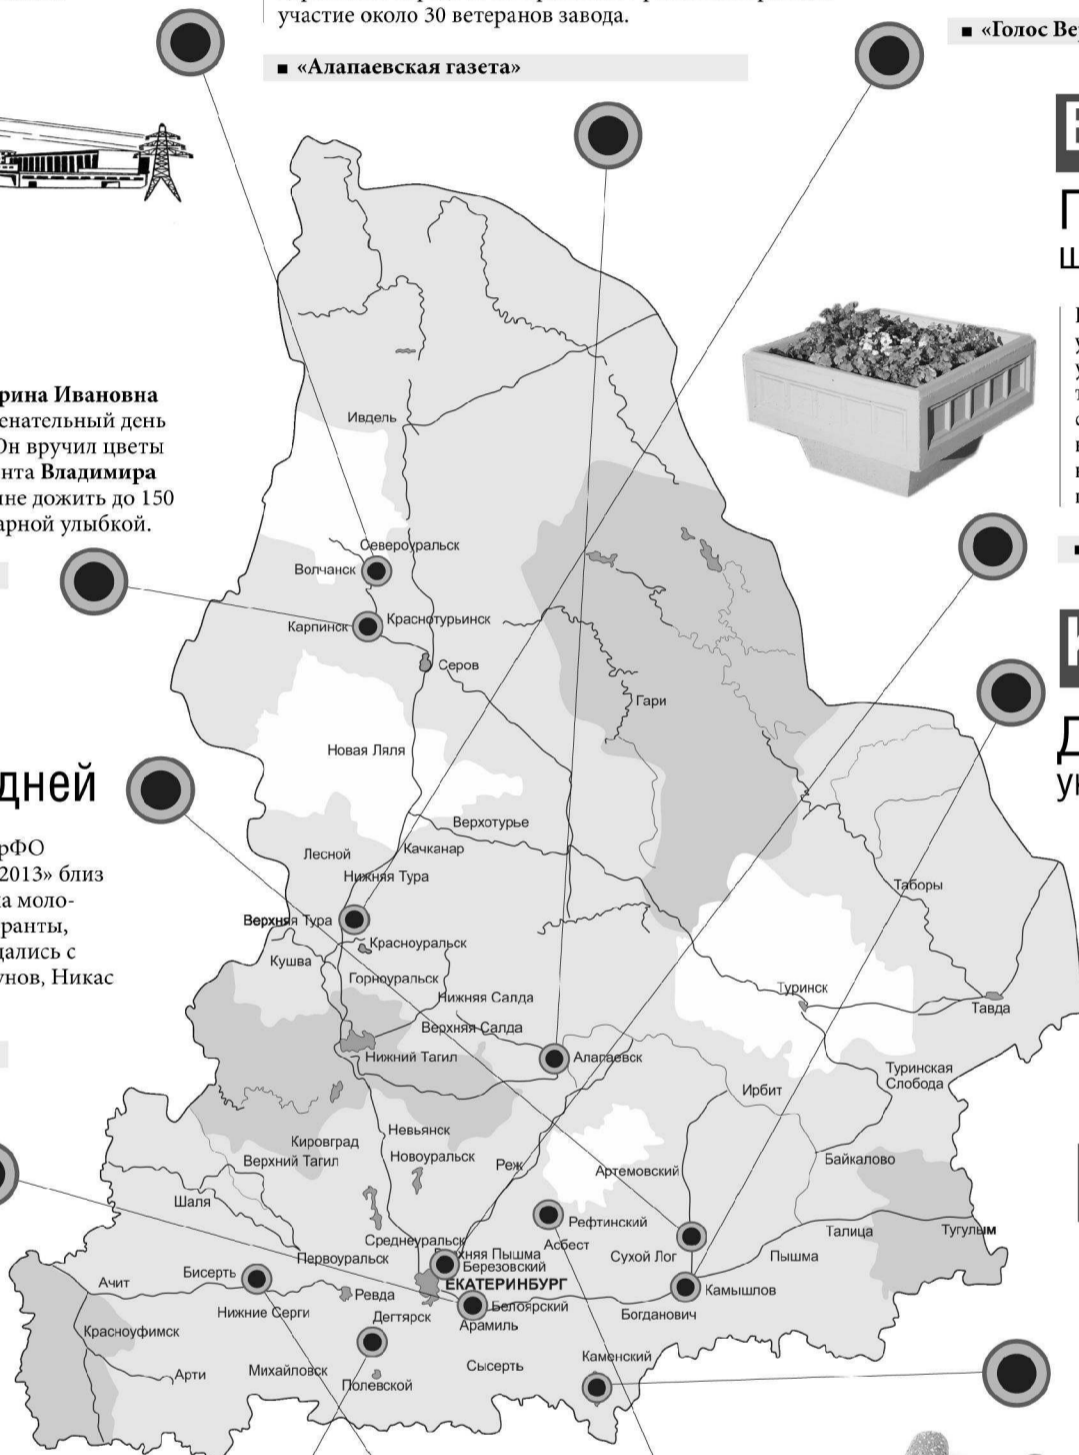 участие около 30 ветеранов завода.
■ «Алапаевская газета»
■ «Голос
рина Ивановна
енательный день
Он вручил цветы
нта Владимира
ине дожить до 150
арной улыбкой.
дней
рФО
2013» близ
а моло-
ранты,
дались с
унов, Никас
Ивдель
Североуральск
Волчанск
Карпинск
Краснотурьинск
Серов
Гари
Новая Ляля
Верхотурье
Лесной
Качканар
Нижняя Тура
Таборы
Верхняя Тура
Красноуральск
Кушва
Горноуральск
Туринск
Нижняя Салда
Тавда
Верхняя Салда
Нижний Тагил
Алапаевск
Туринская
Слобода
Ирбит
Невьянск
Кировград
Верхний Тагил
Новоуральск
Реж
Артемовский
Байкалово
Шаля
Рефтинский
Талица
Тугулым
Среднеуральск
Асбест
Первоуральск
хняя Пышма
Сухой Лог
Пышма
Березовский
Бисерть
Ачит
ЕКАТЕРИНБУРГ
Камышлов
Ревда
Белоярский
Нижние Серги
Дегтярск
Арамиль
Богданович
Красноуфимск
Каменский
Арти
Михайловск
Сысерть
Полевской